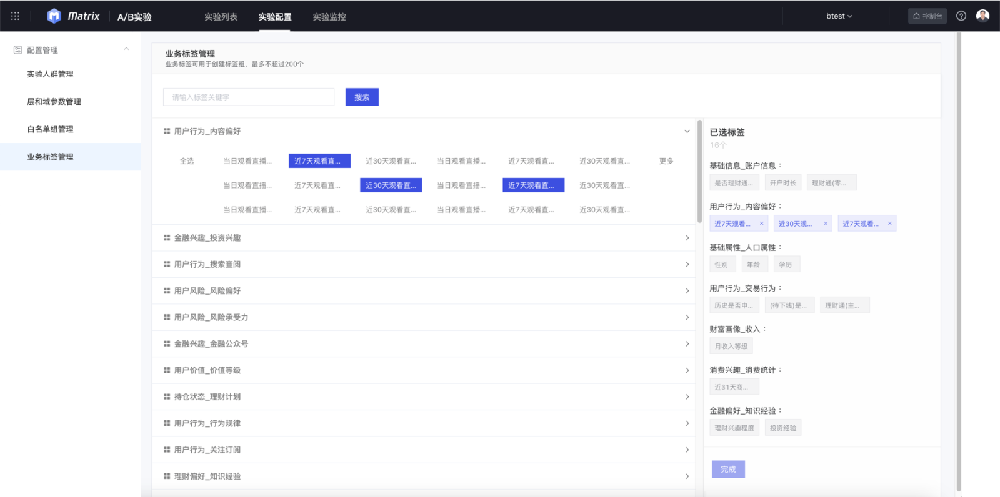 Matrix
A/B实验
实验列表
实验配置
实验监控
btest
控制台
配置管理
实验人群管理
层和域参数管理
白名单组管理
业务标签管理
业务标签管理
业务标签可用于创建标签组，最多不超过200个
请输入标签关键字
搜索
用户行为_内容偏好
全选 当日观看直播... 近7天观看直... 近30天观看直... 当日观看直播... 近7天观看直... 近30天观看直... 更多
当日观看直播... 近7天观看直... 近30天观看直... 当日观看直播... 近7天观看直... 近30天观看直...
当日观看直播... 近7天观看直... 近30天观看直... 当日观看直播... 近7天观看直... 近30天观看直...
金融兴趣_投资兴趣
用户行为_搜索查阅
用户风险_风险偏好
用户风险_风险承受力
金融兴趣_金融公众号
用户价值_价值等级
持仓状态_理财计划
用户行为_行为规律
用户行为_关注订阅
理财偏好_知识经验
已选标签
16个
基础信息_账户信息：
是否理财通... 开户时长 理财通(零...
用户行为_内容偏好：
近7天观看... × 近30天观... × 近7天观看... ×
基础属性_人口属性：
性别 年龄 学历
用户行为_交易行为：
历史是否申... (待下线)是... 理财通(主...
财富画像_收入：
月收入等级
消费兴趣_消费统计：
近31天商...
金融偏好_知识经验：
理财兴趣程度 投资经验
完成